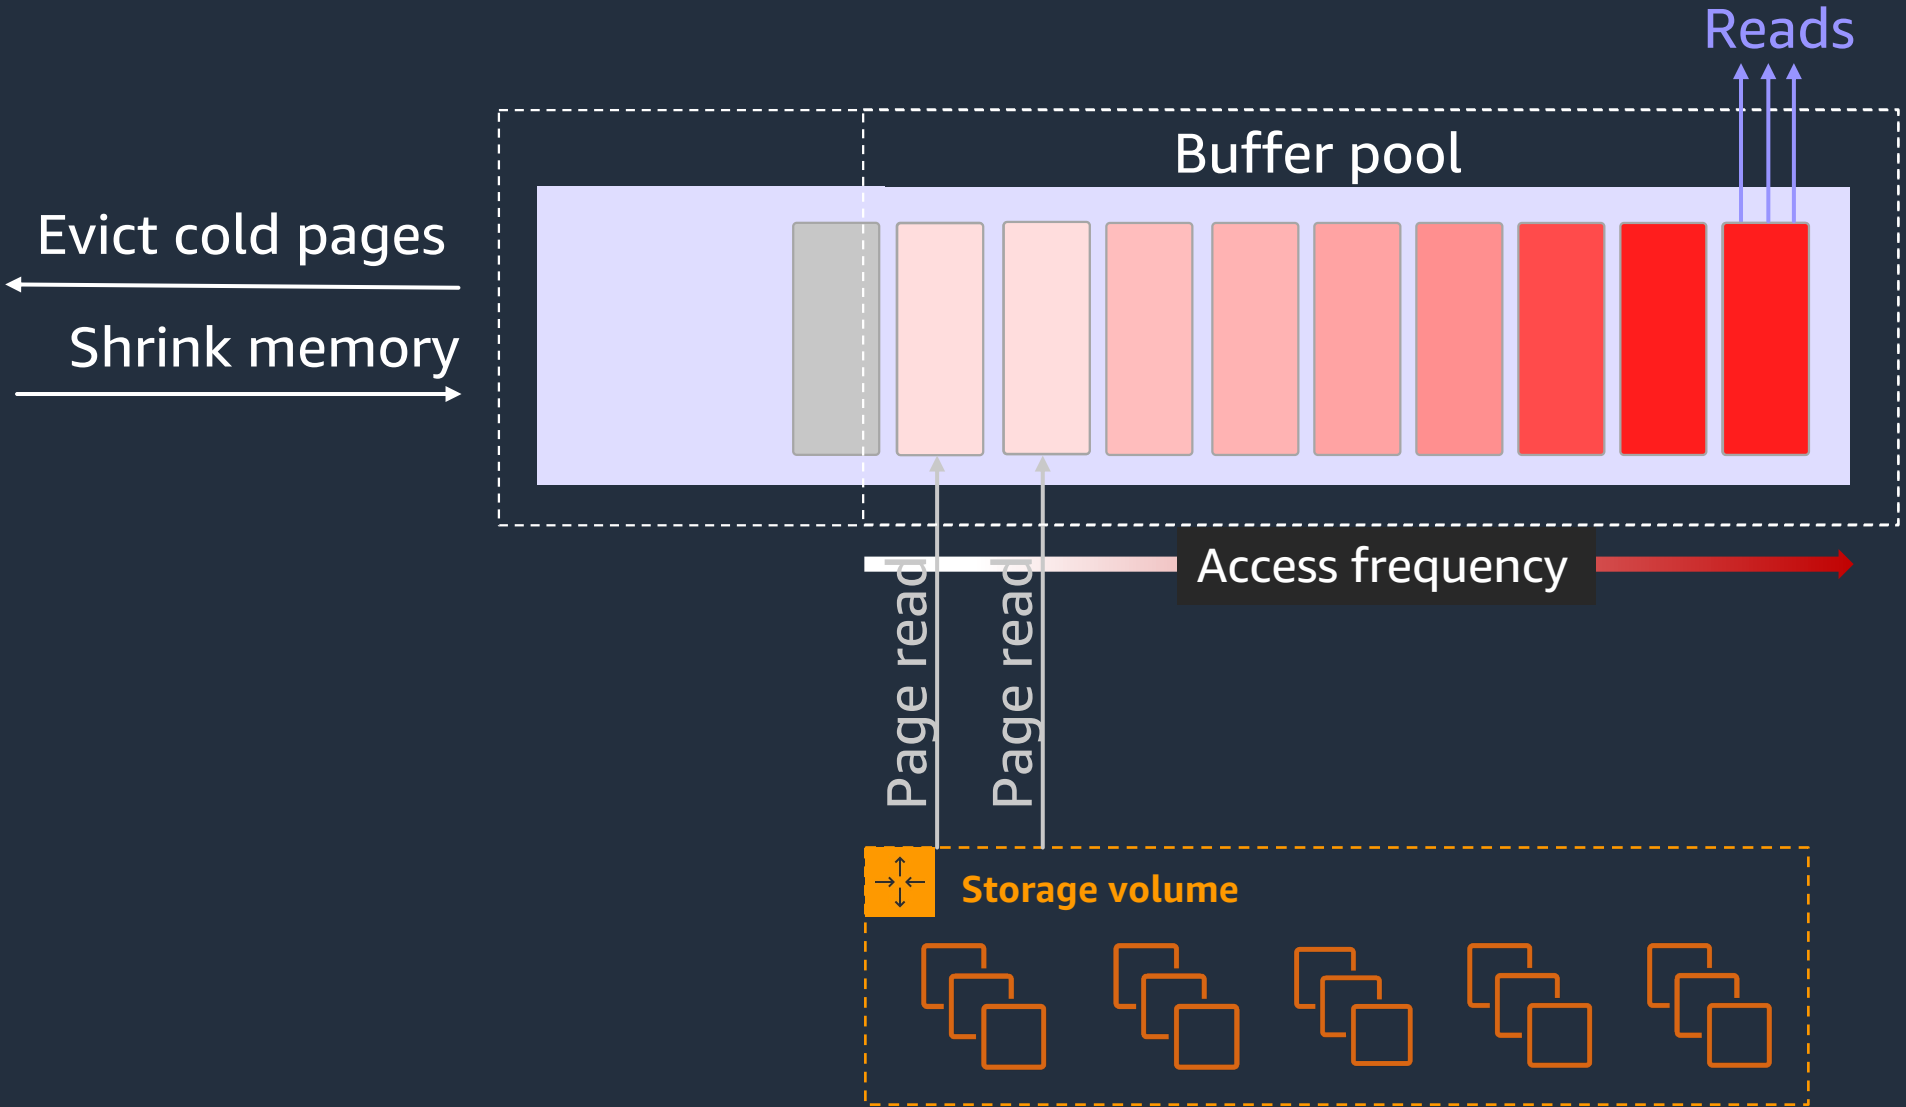 Reads
Buffer pool
Evict cold pages
Shrink memory
Access frequency
Page read
Page read
Storage volume